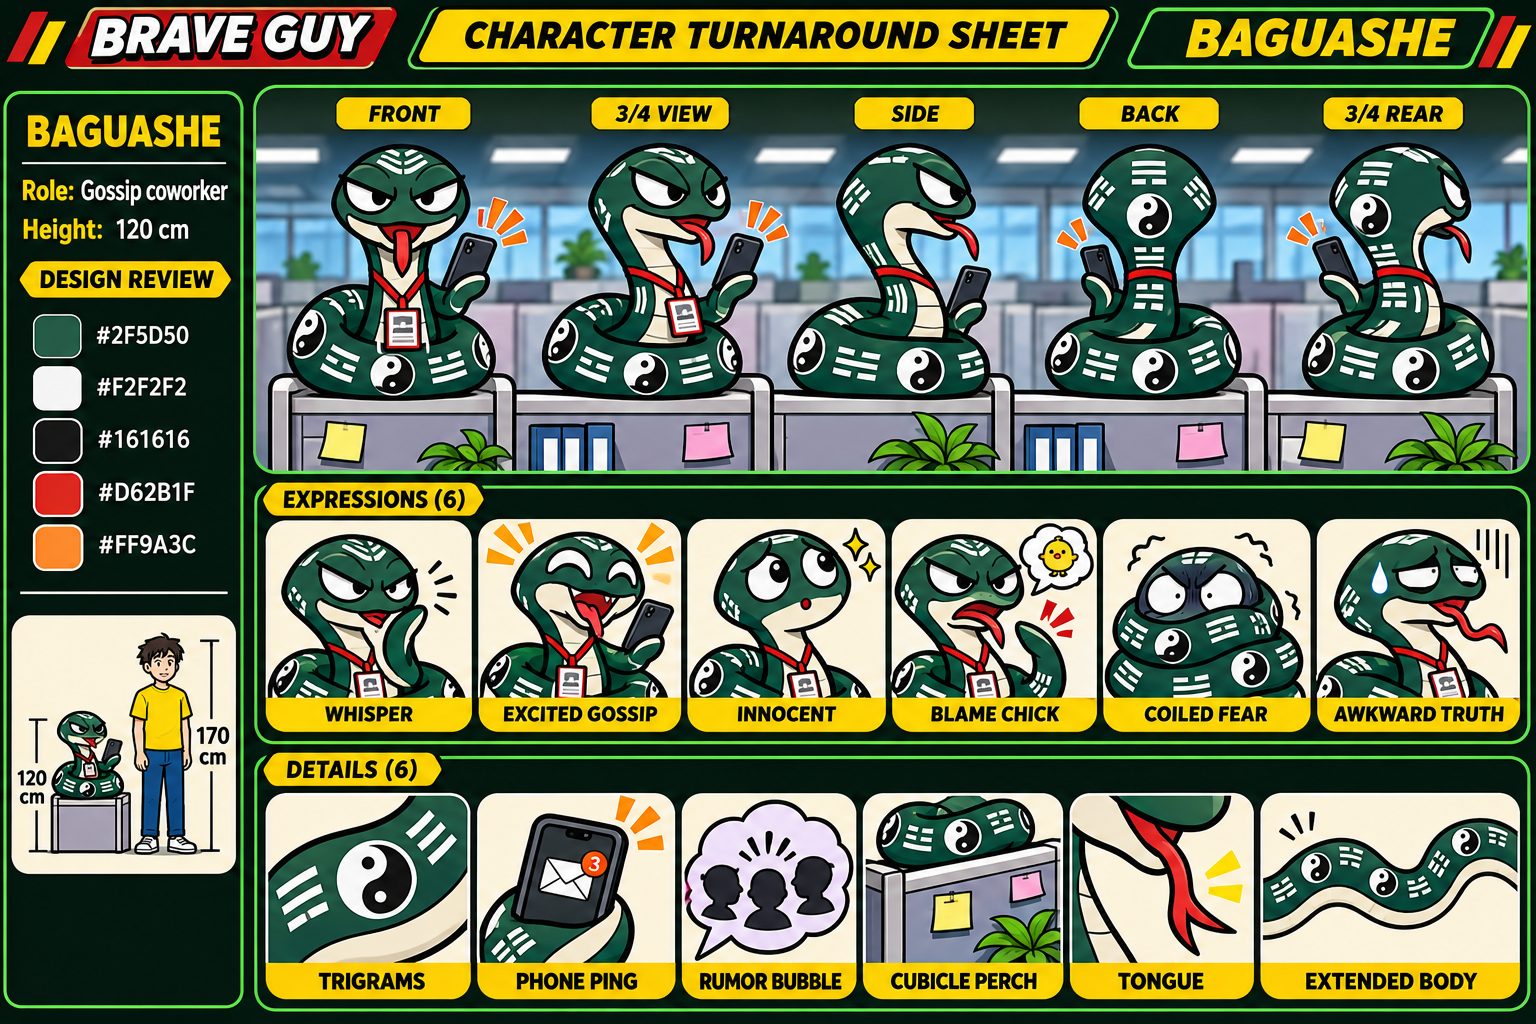 BRAVE GUY
CHARACTER TURNAROUND SHEET
BAGUASHE
BAGUASHE
Role: Gossip coworker
Height: 120 cm
DESIGN REVIEW
#2F5D50
#F2F2F2
#161616
#D62B1F
#FF9A3C
170
cm
120
cm
FRONT
3/4 VIEW
SIDE
BACK
3/4 REAR
EXPRESSIONS (6)
WHISPER
EXCITED GOSSIP
INNOCENT
BLAME CHICK
COILED FEAR
AWKWARD TRUTH
DETAILS (6)
3
TRIGRAMS
PHONE PING
RUMOR BUBBLE
CUBICLE PERCH
TONGUE
EXTENDED BODY